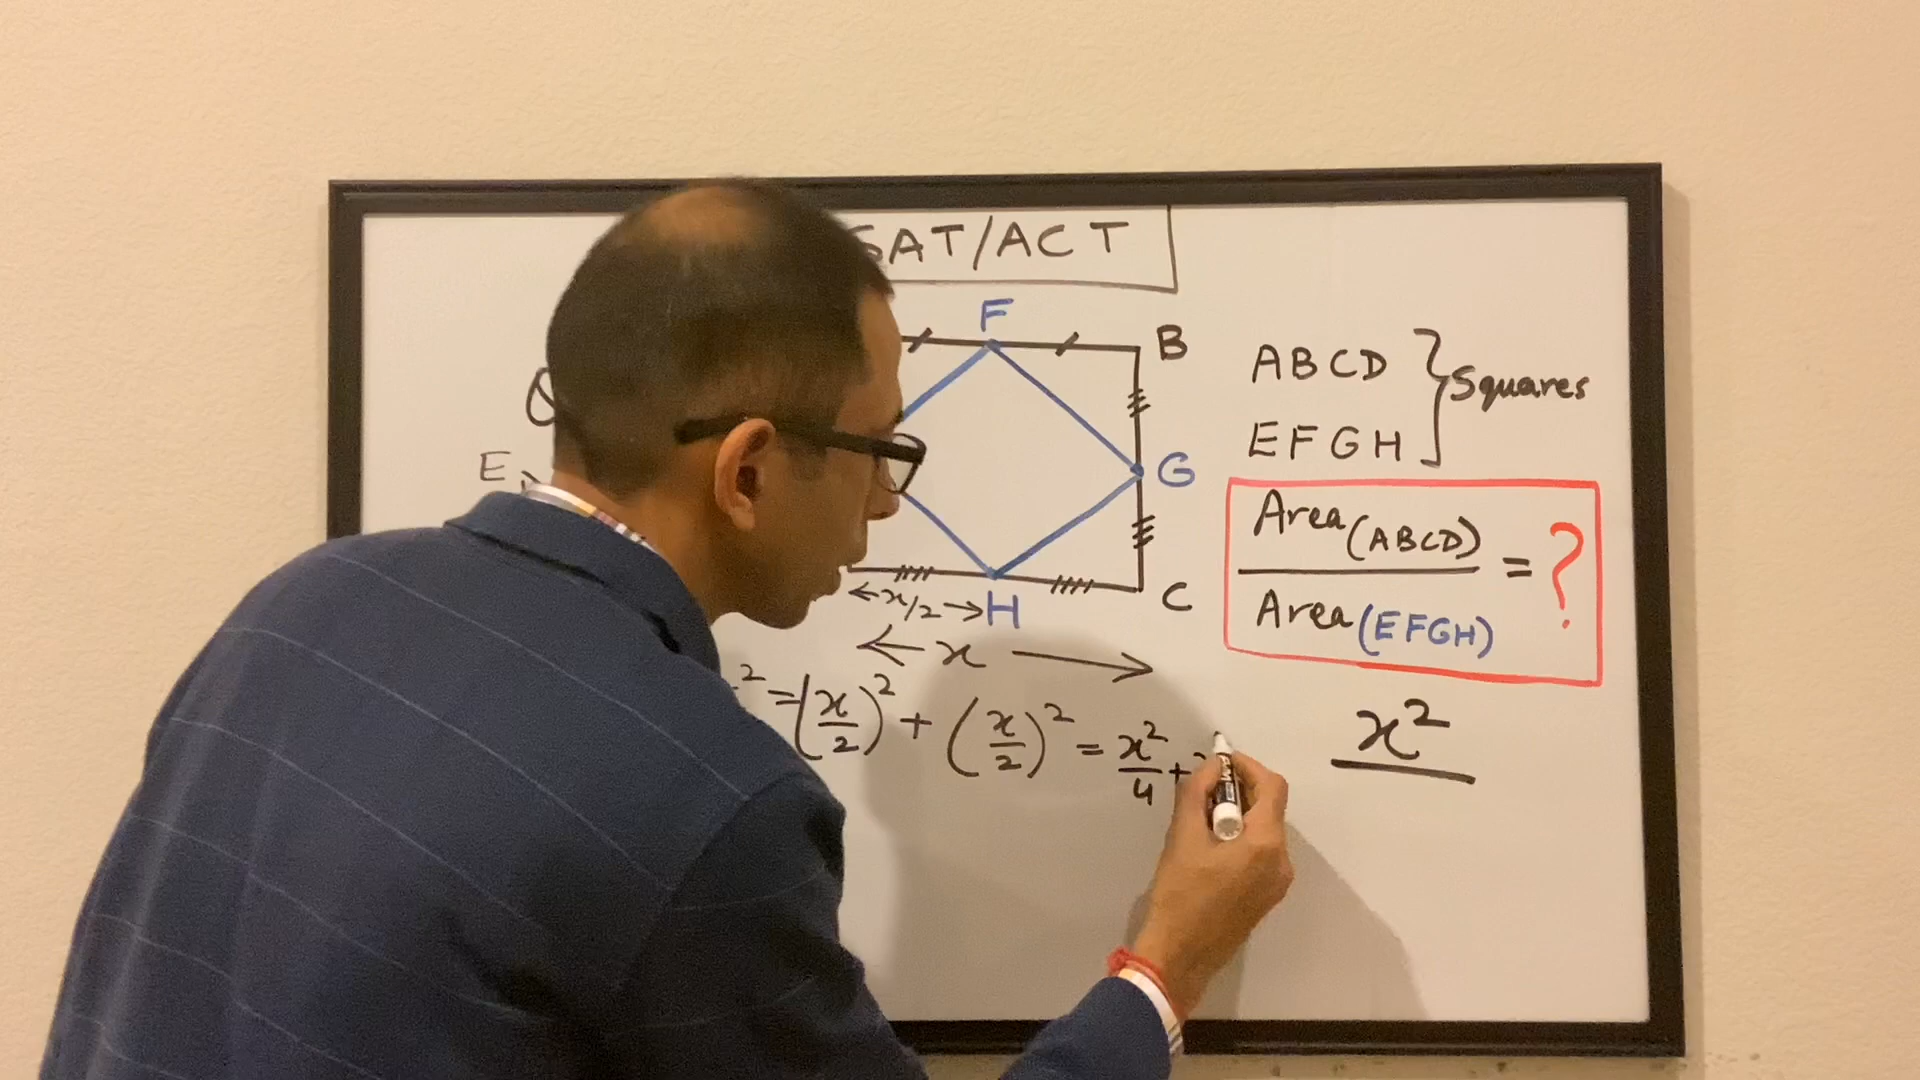 SAT/ACT
F
B
E
G
C
H
x/2
x
ABCD
EFGH
Squares
Area(ABCD)
Area(EFGH)
= ?
² = (x/2)² + (x/2)² = x²/4 +
x²